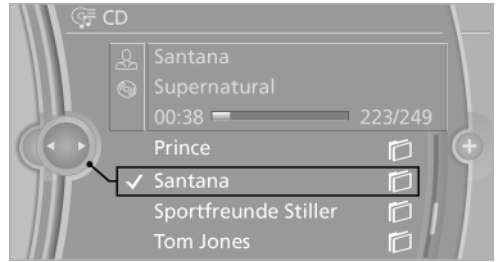 CD
Santana
Supernatural
00:38 223/249
Prince
Santana
Sportfreunde Stiller
Tom Jones